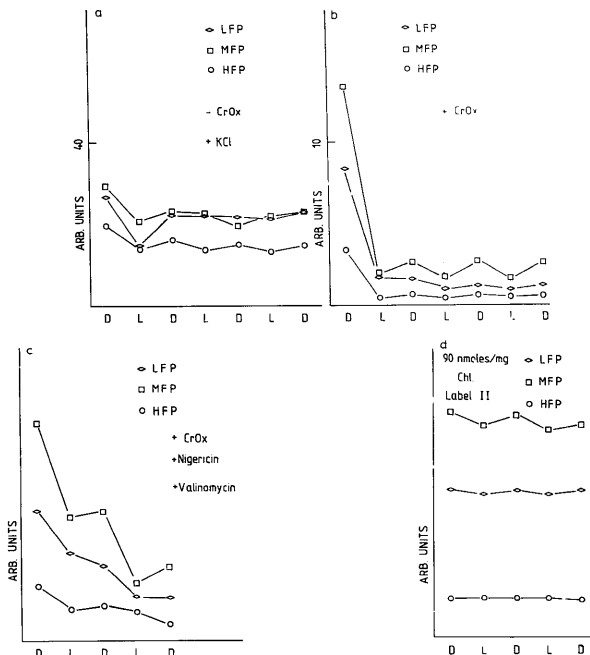 a
LFP
MFP
HFP
- CrOx
+ KCl
40
ARB. UNITS
D L D L D L D
b
LFP
MFP
HFP
+ CrOx
10
ARB. UNITS
D L D L D L D
c
LFP
MFP
HFP
+ CrOx
+Nigericin
+Valinomycin
ARB. UNITS
D L D L D
d
90 nmoles/mg
Chl.
Label II
LFP
MFP
HFP
ARB. UNITS
D L D L D